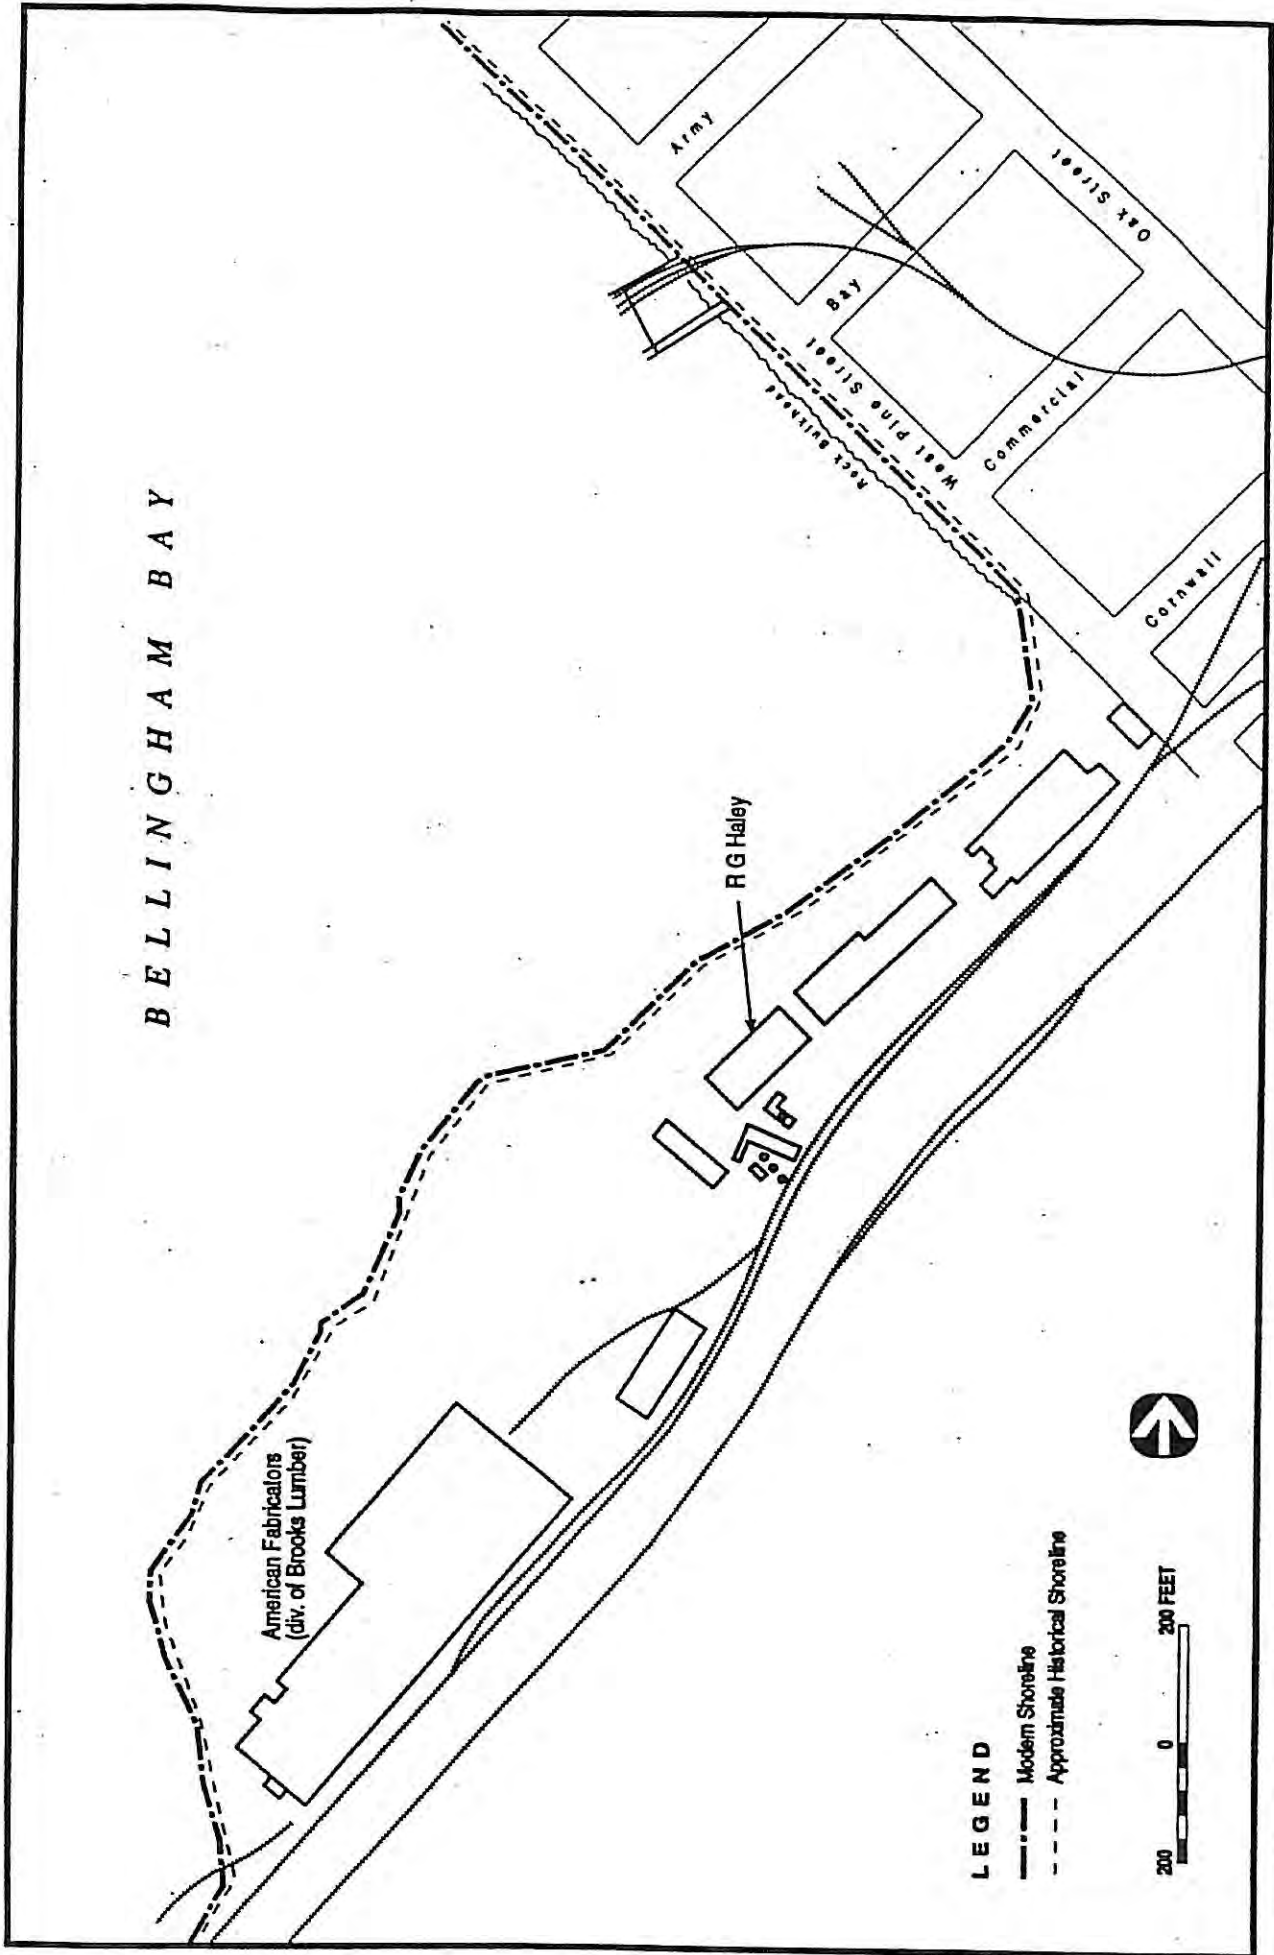 BELLINGHAM BAY
Army
Bay
Oak Street
West Pine Street
Rock Bulkhead
Commercial
Cornwall
R G Haley
American Fabricators
(div. of Brooks Lumber)
LEGEND
Modern Shoreline
Approximate Historical Shoreline
200 0 200 FEET